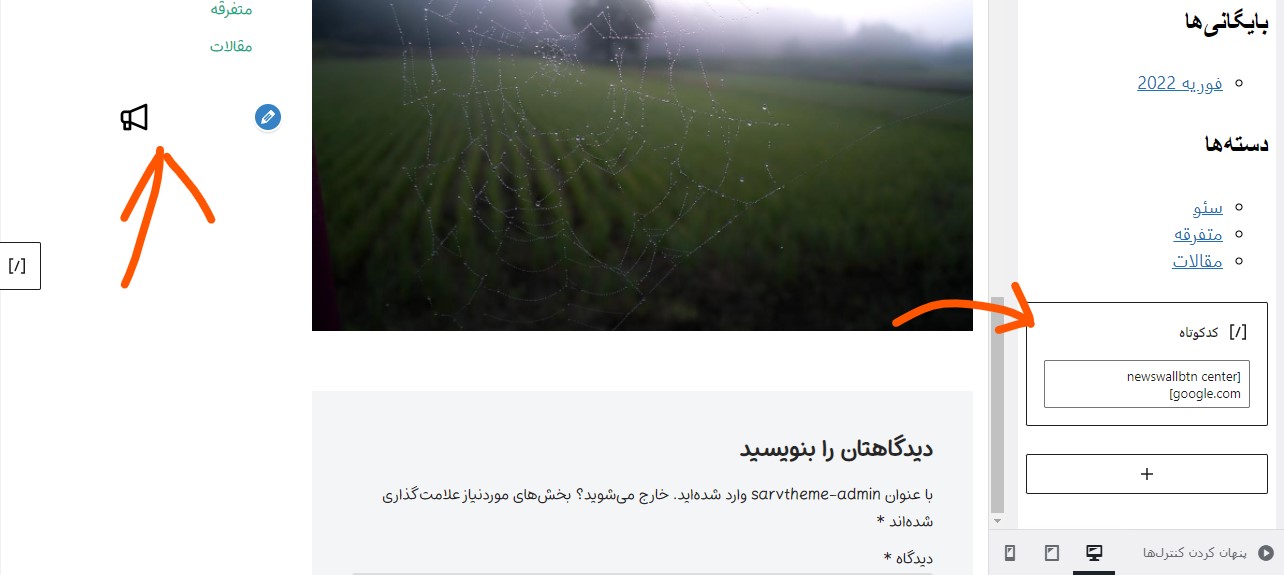 بایگانی‌ها
فوریه 2022
دسته‌ها
سئو
متفرقه
مقالات
[/] کدکوتاه
[newswallbtn center
google.com]
+
پنهان کردن کنترل‌ها
متفرقه
مقالات
[/]
دیدگاهتان را بنویسید
با عنوان sarvtheme-admin وارد شده‌اید. خارج می‌شوید؟ بخش‌های موردنیاز علامت‌گذاری
شده‌اند *
دیدگاه *